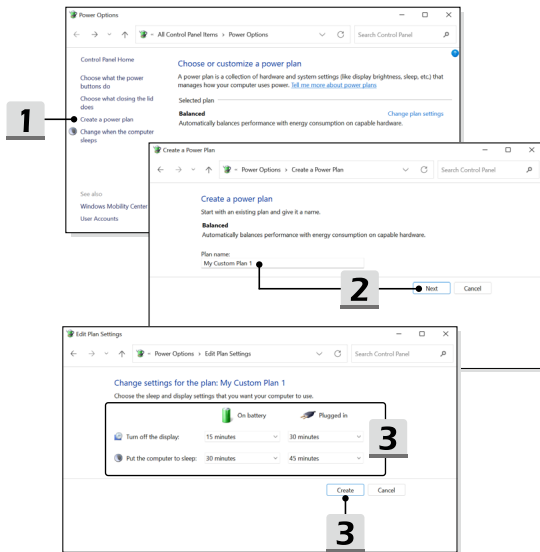 Power Options
All Control Panel Items › Power Options
Search Control Panel
Control Panel Home
Choose what the power
buttons do
Choose what closing the lid
does
Create a power plan
Change when the computer
sleeps
See also
Windows Mobility Center
User Accounts
Choose or customize a power plan
A power plan is a collection of hardware and system settings (like display brightness, sleep, etc.) that
manages how your computer uses power. Tell me more about power plans
Selected plan
Balanced
Change plan settings
Automatically balances performance with energy consumption on capable hardware.
1
Create a Power Plan
Power Options › Create a Power Plan
Search Control Panel
Create a power plan
Start with an existing plan and give it a name.
Balanced
Automatically balances performance with energy consumption on capable hardware.
Plan name:
My Custom Plan 1
2
Next
Cancel
Edit Plan Settings
Power Options › Edit Plan Settings
Search Control Panel
Change settings for the plan: My Custom Plan 1
Choose the sleep and display settings that you want your computer to use.
On battery
Plugged in
Turn off the display:
15 minutes
30 minutes
Put the computer to sleep:
30 minutes
45 minutes
3
Create
Cancel
3